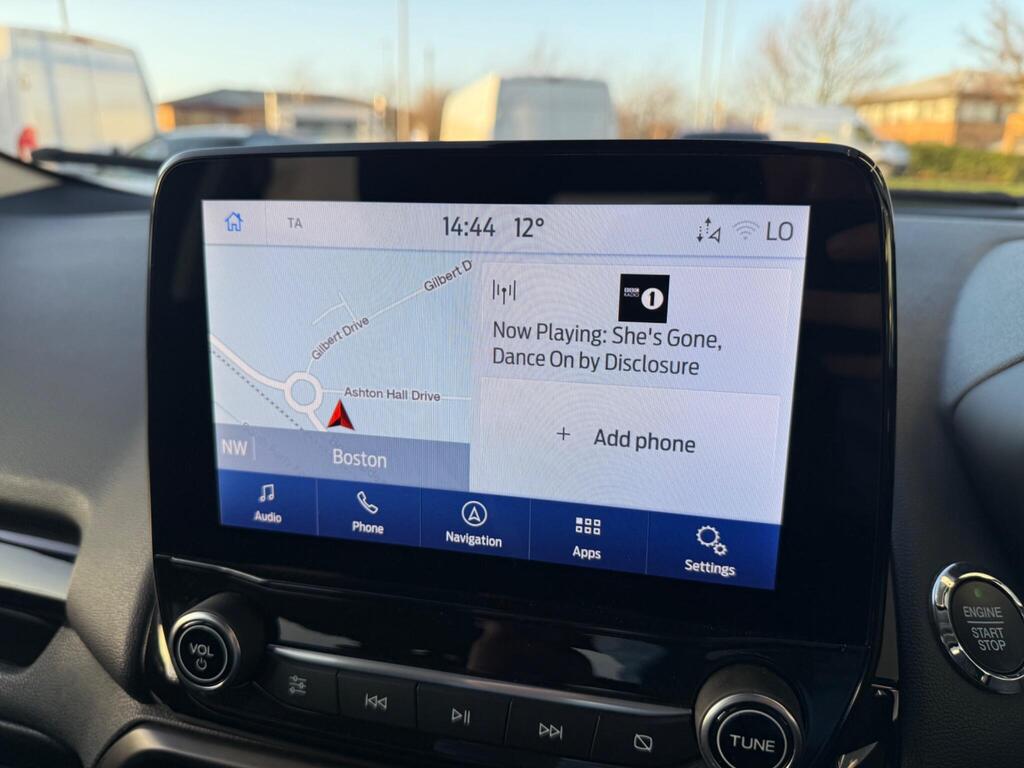 TA
14:44 12°
LO
Gilbert D
Gilbert Drive
Ashton Hall Drive
NW
Boston
BBC
RADIO
1
Now Playing: She's Gone,
Dance On by Disclosure
+ Add phone
Audio
Phone
Navigation
Apps
Settings
VOL
TUNE
ENGINE
START
STOP